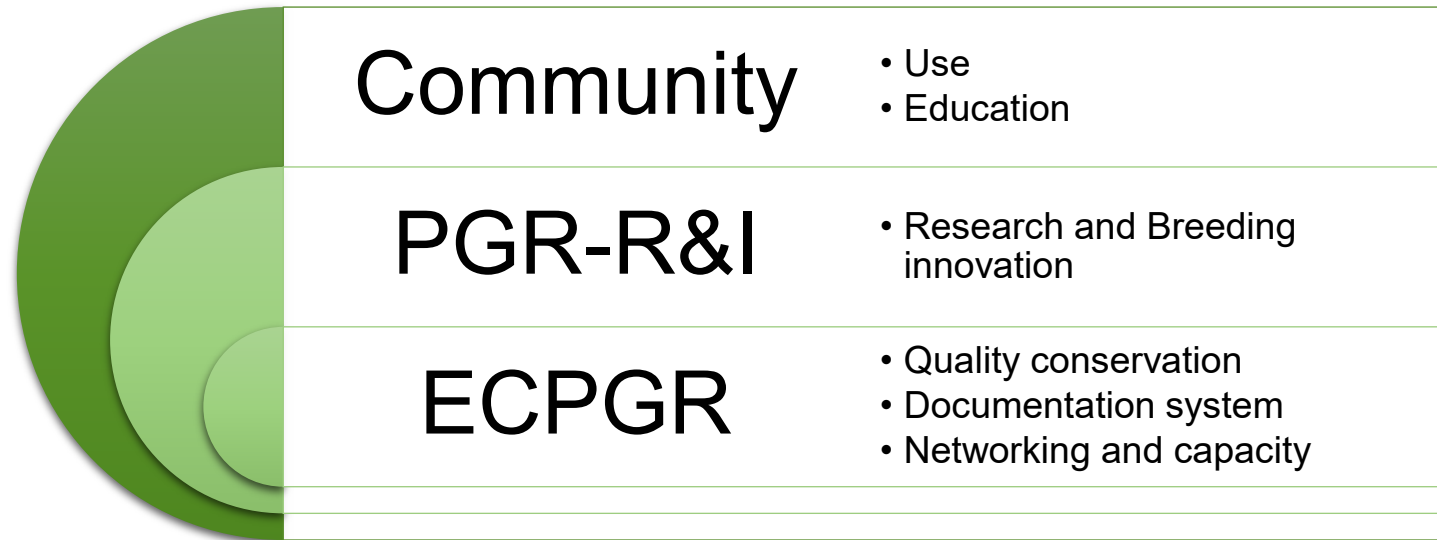 Community
• Use
• Education
PGR-R&I
• Research and Breeding
innovation
ECPGR
• Quality conservation
• Documentation system
• Networking and capacity